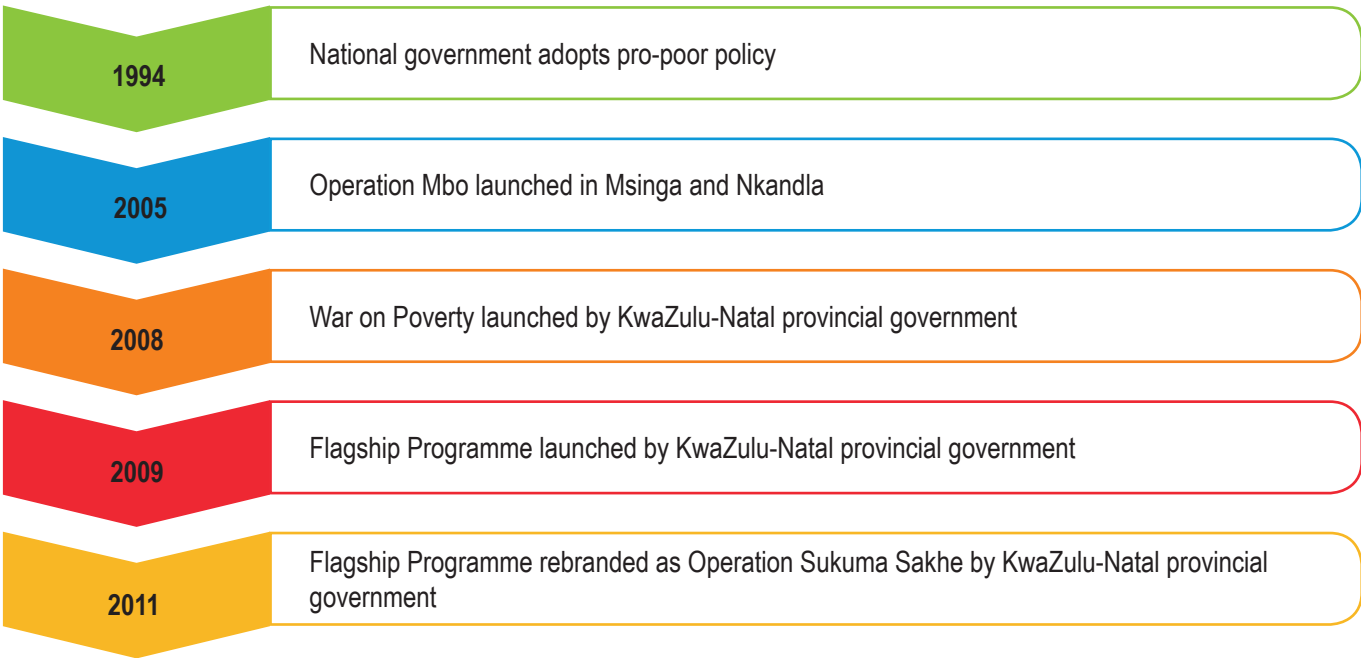 1994
National government adopts pro-poor policy
2005
Operation Mbo launched in Msinga and Nkandla
2008
War on Poverty launched by KwaZulu-Natal provincial government
2009
Flagship Programme launched by KwaZulu-Natal provincial government
2011
Flagship Programme rebranded as Operation Sukuma Sakhe by KwaZulu-Natal provincial
government